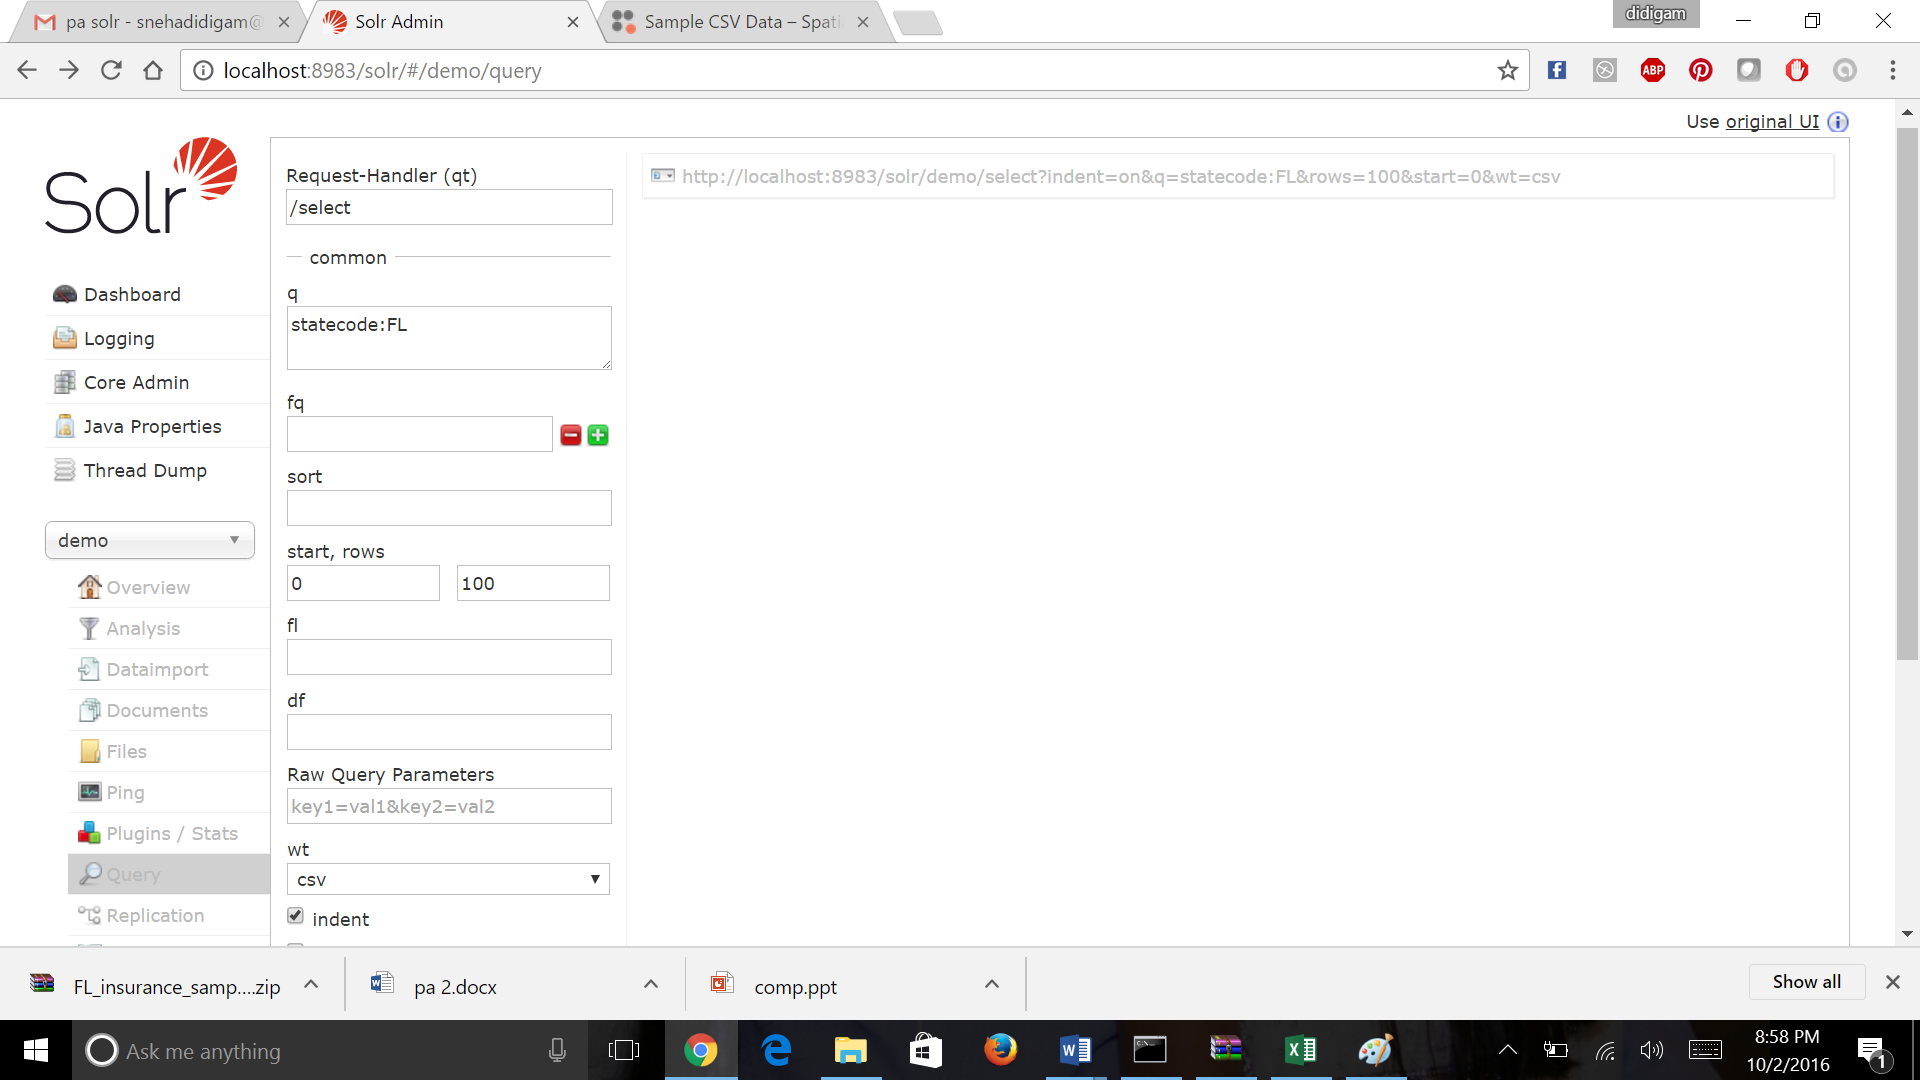 pa solr - snehadidigam@
Solr Admin
Sample CSV Data – Spati
didigam
localhost:8983/solr/#/demo/query
ABP
Use original UI
Solr
Dashboard
Logging
Core Admin
Java Properties
Thread Dump
demo
Overview
Analysis
Dataimport
Documents
Files
Ping
Plugins / Stats
Query
Replication
Request-Handler (qt)
/select
common
q
statecode:FL
fq
sort
start, rows
0 100
fl
df
Raw Query Parameters
key1=val1&key2=val2
wt
csv
indent
http://localhost:8983/solr/demo/select?indent=on&q=statecode:FL&rows=100&start=0&wt=csv
FL_insurance_samp....zip
pa 2.docx
comp.ppt
Show all
Ask me anything
8:58 PM
10/2/2016
1